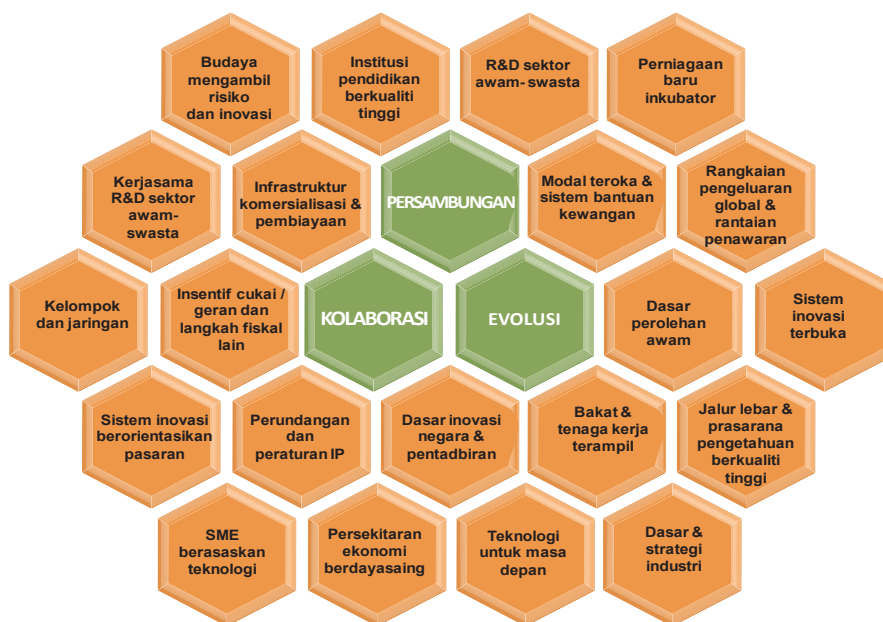 Budaya
mengambil
risiko
dan inovasi
Institusi
pendidikan
berkualiti
tinggi
R&D sektor
awam- swasta
Perniagaan
baru
inkubator
Kerjasama
R&D sektor
awam-
swasta
Infrastruktur
komersialisasi &
pembiayaan
PERSAMBUNGAN
Modal teroka &
sistem bantuan
kewangan
Rangkaian
pengeluaran
global &
rantaian
penawaran
Kelompok
dan jaringan
Insentif cukai /
geran dan
langkah fiskal
lain
KOLABORASI
EVOLUSI
Dasar
perolehan
awam
Sistem
inovasi
terbuka
Sistem inovasi
berorientasikan
pasaran
Perundangan
dan
peraturan IP
Dasar inovasi
negara &
pentadbiran
Bakat &
tenaga kerja
terampil
Jalur lebar &
prasarana
pengetahuan
berkualiti
tinggi
SME
berasaskan
teknologi
Persekitaran
ekonomi
berdayasaing
Teknologi
untuk masa
depan
Dasar &
strategi
industri